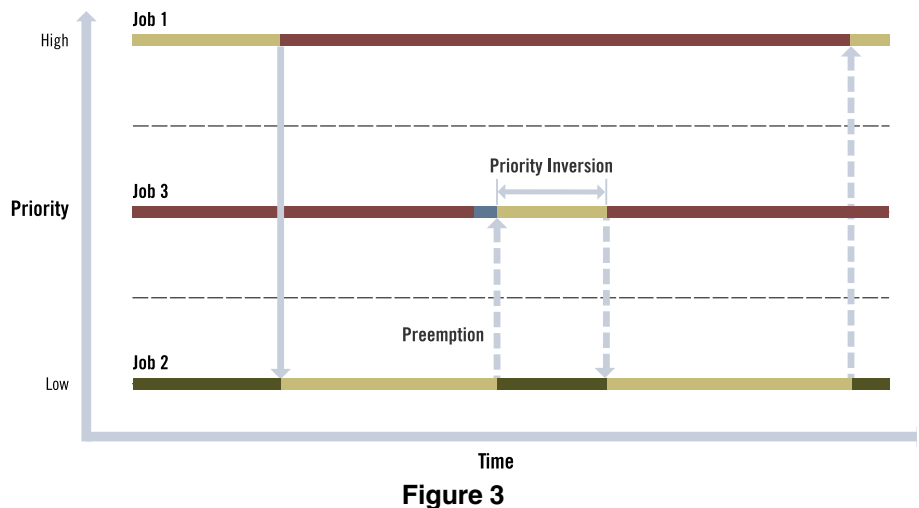 Job 1
High
Priority Inversion
Job 3
Priority
Preemption
Job 2
Low
Time
Figure 3